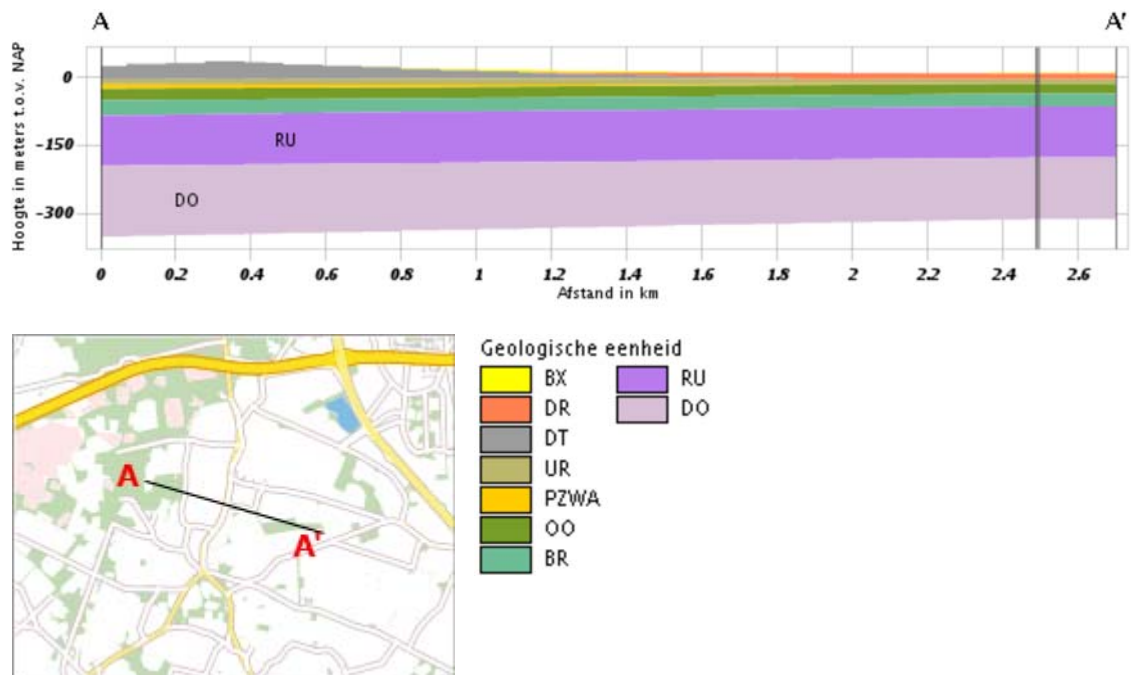 A A'
Hoogte in meters t.o.v. NAP
0
-150
-300
RU
DO
0 0.2 0.4 0.6 0.8 1 1.2 1.4 1.6 1.8 2 2.2 2.4 2.6
Afstand in km
A
A'
Geologische eenheid
BX RU
DR DO
DT
UR
PZWA
OO
BR